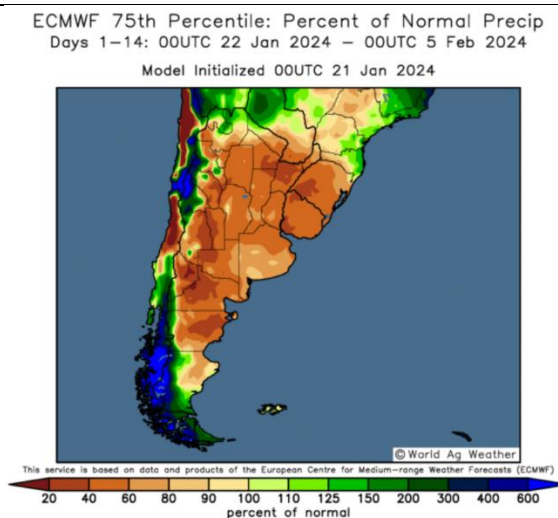 ECMWF 75th Percentile: Percent of Normal Precip
Days 1–14: 00UTC 22 Jan 2024 – 00UTC 5 Feb 2024
Model Initialized 00UTC 21 Jan 2024
©World Ag Weather
This service is based on data and products of the European Centre for Medium-range Weather Forecasts (ECMWF)
20 40 60 80 90 100 110 125 150 200 300 400 600
percent of normal